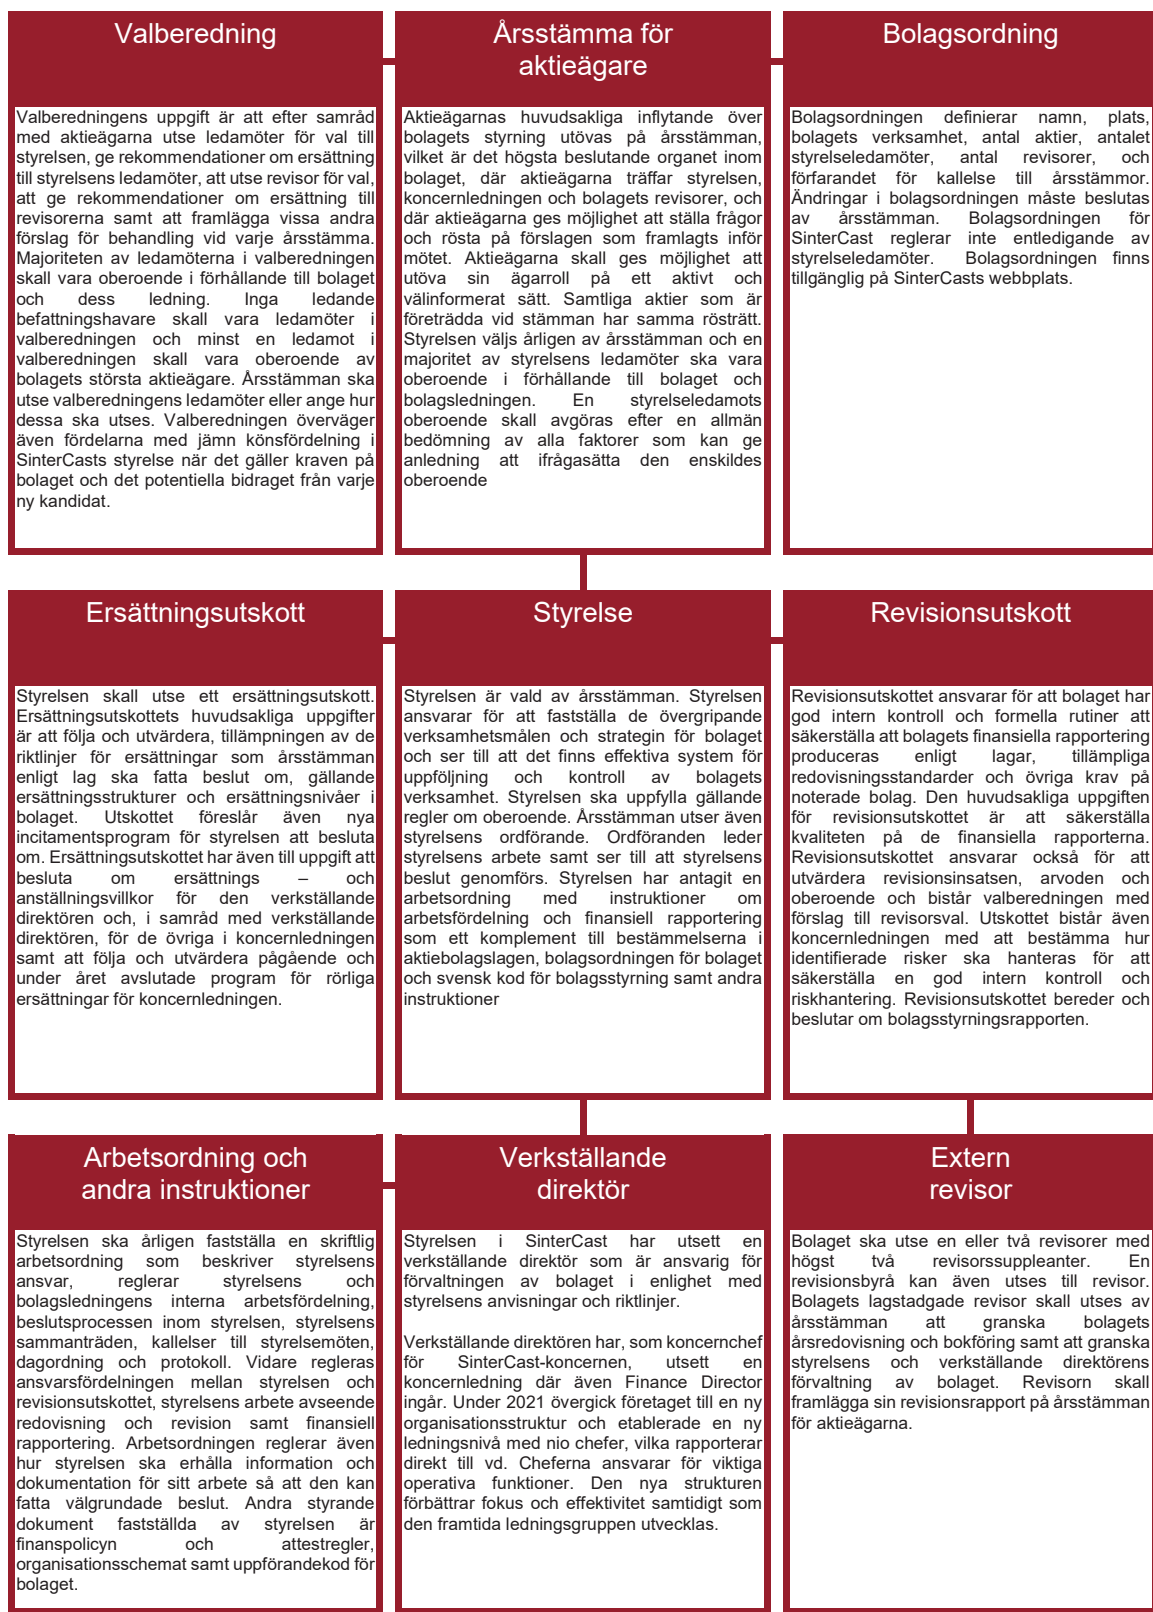 Valberedning
Valberedningens uppgift är att efter samråd
med aktieägarna utse ledamöter för val till
styrelsen, ge rekommendationer om ersättning
till styrelsens ledamöter, att utse revisor för val,
att ge rekommendationer om ersättning till
revisorerna samt att framlägga vissa andra
förslag för behandling vid varje årsstämma.
Majoriteten av ledamöterna i valberedningen
skall vara oberoende i förhållande till bolaget
och dess ledning. Inga ledande
befattningshavare skall vara ledamöter i
valberedningen och minst en ledamot i
valberedningen skall vara oberoende av
bolagets största aktieägare. Årsstämman ska
utse valberedningens ledamöter eller ange hur
dessa ska utses. Valberedningen överväger
även fördelarna med jämn könsfördelning i
SinterCasts styrelse när det gäller kraven på
bolaget och det potentiella bidraget från varje
ny kandidat.
Årsstämma för
aktieägare
Aktieägarnas huvudsakliga inflytande över
bolagets styrning utövas på årsstämman,
vilket är det högsta beslutande organet inom
bolaget, där aktieägarna träffar styrelsen,
koncernledningen och bolagets revisorer, och
där aktieägarna ges möjlighet att ställa frågor
och rösta på förslagen som framlagts inför
mötet. Aktieägarna skall ges möjlighet att
utöva sin ägarroll på ett aktivt och
välinformerat sätt. Samtliga aktier som är
företrädda vid stämman har samma rösträtt.
Styrelsen väljs årligen av årsstämman och en
majoritet av styrelsens ledamöter ska vara
oberoende i förhållande till bolaget och
bolagsledningen. En styrelseledamots
oberoende skall avgöras efter en allmän
bedömning av alla faktorer som kan ge
anledning att ifrågasätta den enskildes
oberoende
Bolagsordning
Bolagsordningen definierar namn, plats,
bolagets verksamhet, antal aktier, antalet
styrelseledamöter, antal revisorer, och
förfarandet för kallelse till årsstämmor.
Ändringar i bolagsordningen måste beslutas
av årsstämman. Bolagsordningen för
SinterCast reglerar inte entledigande av
styrelseledamöter. Bolagsordningen finns
tillgänglig på SinterCasts webbplats.
Ersättningsutskott
Styrelsen skall utse ett ersättningsutskott.
Ersättningsutskottets huvudsakliga uppgifter
är att följa och utvärdera, tillämpningen av de
riktlinjer för ersättningar som årsstämman
enligt lag ska fatta beslut om, gällande
ersättningsstrukturer och ersättningsnivåer i
bolaget. Utskottet föreslår även nya
incitamentsprogram för styrelsen att besluta
om. Ersättningsutskottet har även till uppgift att
besluta om ersättnings – och
anställningsvillkor för den verkställande
direktören och, i samråd med verkställande
direktören, för de övriga i koncernledningen
samt att följa och utvärdera pågående och
under året avslutade program för rörliga
ersättningar för koncernledningen.
Styrelse
Styrelsen är vald av årsstämman. Styrelsen
ansvarar för att fastställa de övergripande
verksamhetsmålen och strategin för bolaget
och ser till att det finns effektiva system för
uppföljning och kontroll av bolagets
verksamhet. Styrelsen ska uppfylla gällande
regler om oberoende. Årsstämman utser även
styrelsens ordförande. Ordföranden leder
styrelsens arbete samt ser till att styrelsens
beslut genomförs. Styrelsen har antagit en
arbetsordning med instruktioner om
arbetsfördelning och finansiell rapportering
som ett komplement till bestämmelserna i
aktiebolagslagen, bolagsordningen för bolaget
och svensk kod för bolagsstyrning samt andra
instruktioner
Revisionsutskott
Revisionsutskottet ansvarar för att bolaget har
god intern kontroll och formella rutiner att
säkerställa att bolagets finansiella rapportering
produceras enligt lagar, tillämpliga
redovisningsstandarder och övriga krav på
noterade bolag. Den huvudsakliga uppgiften
för revisionsutskottet är att säkerställa
kvaliteten på de finansiella rapporterna.
Revisionsutskottet ansvarar också för att
utvärdera revisionsinsatsen, arvoden och
oberoende och bistår valberedningen med
förslag till revisorsval. Utskottet bistår även
koncernledningen med att bestämma hur
identifierade risker ska hanteras för att
säkerställa en god intern kontroll och
riskhantering. Revisionsutskottet bereder och
beslutar om bolagsstyrningsrapporten.
Arbetsordning och
andra instruktioner
Styrelsen ska årligen fastställa en skriftlig
arbetsordning som beskriver styrelsens
ansvar, reglerar styrelsens och
bolagsledningens interna arbetsfördelning,
beslutsprocessen inom styrelsen, styrelsens
sammanträden, kallelser till styrelsemöten,
dagordning och protokoll. Vidare regleras
ansvarsfördelningen mellan styrelsen och
revisionsutskottet, styrelsens arbete avseende
redovisning och revision samt finansiell
rapportering. Arbetsordningen reglerar även
hur styrelsen ska erhålla information och
dokumentation för sitt arbete så att den kan
fatta välgrundade beslut. Andra styrande
dokument fastställda av styrelsen är
finanspolicyn och attestregler,
organisationsschemat samt uppförandekod för
bolaget.
Verkställande
direktör
Styrelsen i SinterCast har utsett en
verkställande direktör som är ansvarig för
förvaltningen av bolaget i enlighet med
styrelsens anvisningar och riktlinjer.
Verkställande direktören har, som koncernchef
för SinterCast-koncernen, utsett en
koncernledning där även Finance Director
ingår. Under 2021 övergick företaget till en ny
organisationsstruktur och etablerade en ny
ledningsnivå med nio chefer, vilka rapporterar
direkt till vd. Cheferna ansvarar för viktiga
operativa funktioner. Den nya strukturen
förbättrar fokus och effektivitet samtidigt som
den framtida ledningsgruppen utvecklas.
Extern
revisor
Bolaget ska utse en eller två revisorer med
högst två revisorssuppleanter. En
revisionsbyrå kan även utses till revisor.
Bolagets lagstadgade revisor skall utses av
årsstämman att granska bolagets
årsredovisning och bokföring samt att granska
styrelsens och verkställande direktörens
förvaltning av bolaget. Revisorn skall
framlägga sin revisionsrapport på årsstämman
för aktieägarna.